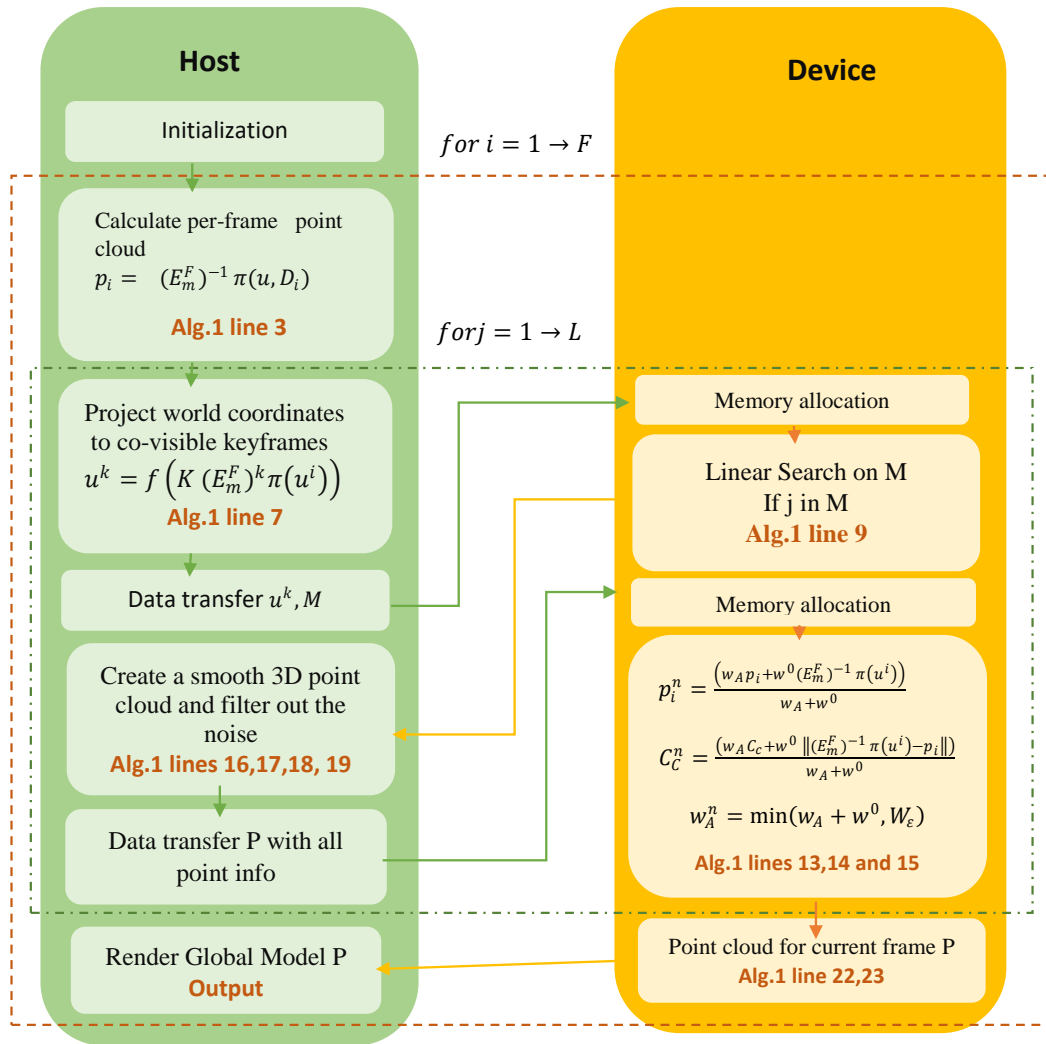 Host
Initialization
for i = 1 → F
Calculate per-frame point
cloud
p_i = (E_m^F)^{-1} π(u, D_i)
Alg.1 line 3
forj = 1 → L
Project world coordinates
to co-visible keyframes
u^k = f(K (E_m^F)^k π(u^i))
Alg.1 line 7
Data transfer u^k, M
Create a smooth 3D point
cloud and filter out the
noise
Alg.1 lines 16,17,18, 19
Data transfer P with all
point info
Render Global Model P
Output
Device
Memory allocation
Linear Search on M
If j in M
Alg.1 line 9
Memory allocation
p_i^n = (w_A p_i+w^0 (E_m^F)^{-1} π(u^i)) / w_A+w^0
C_C^n = (w_A C_c+w^0 ‖(E_m^F)^{-1} π(u^i)−p_i‖) / w_A+w^0
w_A^n = min(w_A + w^0, W_ε)
Alg.1 lines 13,14 and 15
Point cloud for current frame P
Alg.1 line 22,23